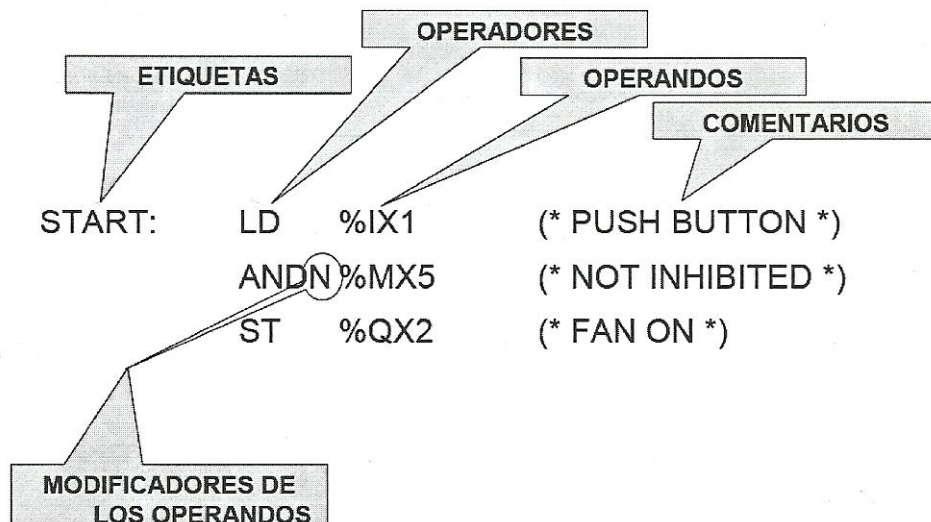 OPERADORES
ETIQUETAS
OPERANDOS
COMENTARIOS
START: LD %IX1 (* PUSH BUTTON *)
ANDN %MX5 (* NOT INHIBITED *)
ST %QX2 (* FAN ON *)
MODIFICADORES DE
LOS OPERANDOS